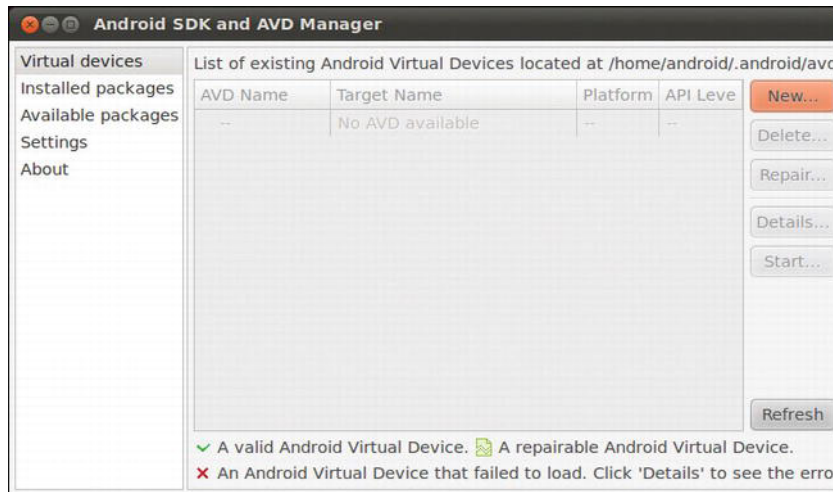 Android SDK and AVD Manager
Virtual devices
Installed packages
Available packages
Settings
About
List of existing Android Virtual Devices located at /home/android/.android/avd
AVD Name Target Name Platform API Leve
-- No AVD available -- --
New...
Delete...
Repair...
Details...
Start...
Refresh
A valid Android Virtual Device. A repairable Android Virtual Device.
An Android Virtual Device that failed to load. Click 'Details' to see the erro